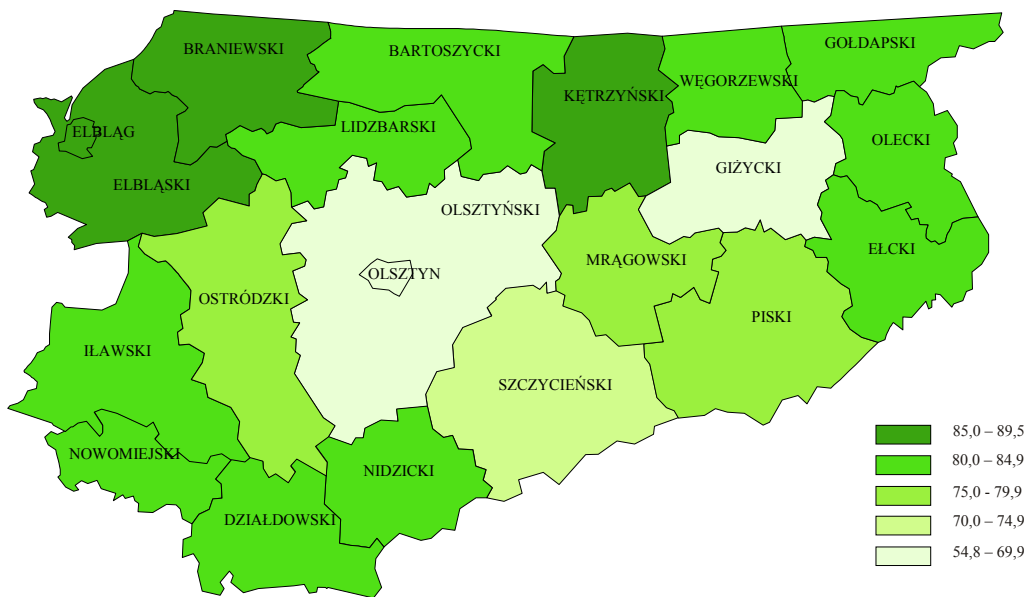 BRANIEWSKI
BARTOSZYCKI
GOŁDAPSKI
WĘGORZEWSKI
KĘTRZYŃSKI
ELBLĄG
LIDZBARSKI
OLECKI
GIŻYCKI
ELBLĄSKI
OLSZTYŃSKI
EŁCKI
MRĄGOWSKI
OLSZTYN
OSTRÓDZKI
PISKI
IŁAWSKI
SZCZYCIEŃSKI
NOWOMIEJSKI
NIDZICKI
DZIAŁDOWSKI
85,0 – 89,5
80,0 – 84,9
75,0 - 79,9
70,0 – 74,9
54,8 – 69,9